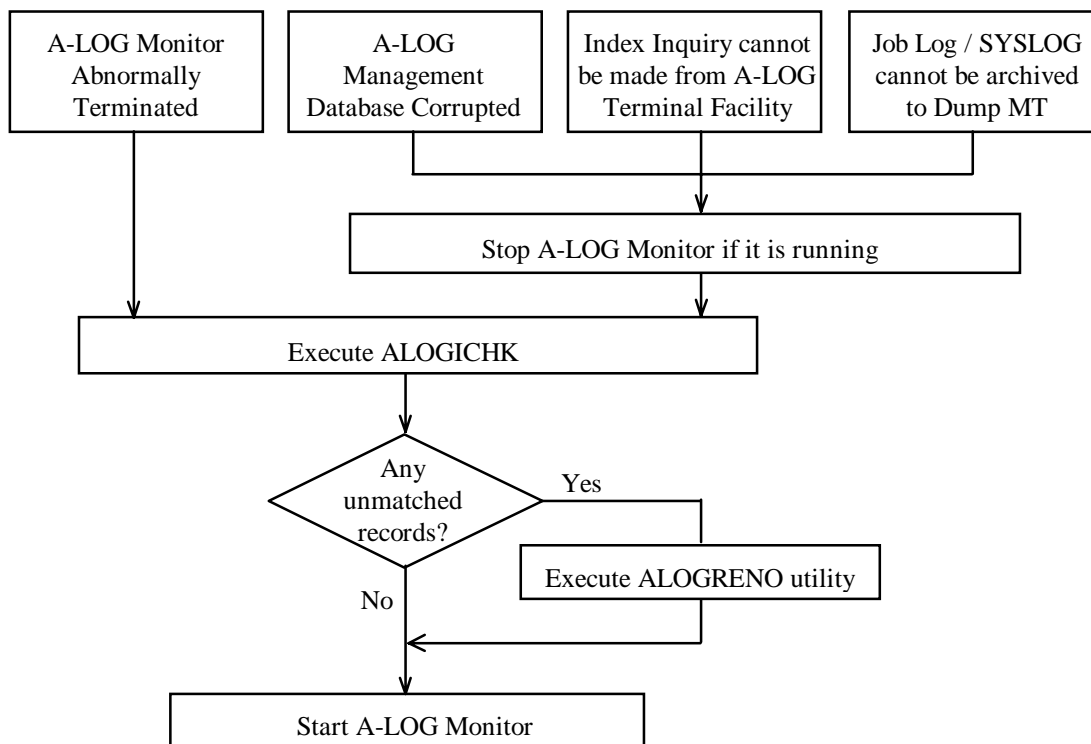 A-LOG Monitor
Abnormally
Terminated
A-LOG
Management
Database Corrupted
Index Inquiry cannot
be made from A-LOG
Terminal Facility
Job Log / SYSLOG
cannot be archived
to Dump MT
Stop A-LOG Monitor if it is running
Execute ALOGICHK
Any
unmatched
records?
Yes
Execute ALOGRENO utility
No
Start A-LOG Monitor